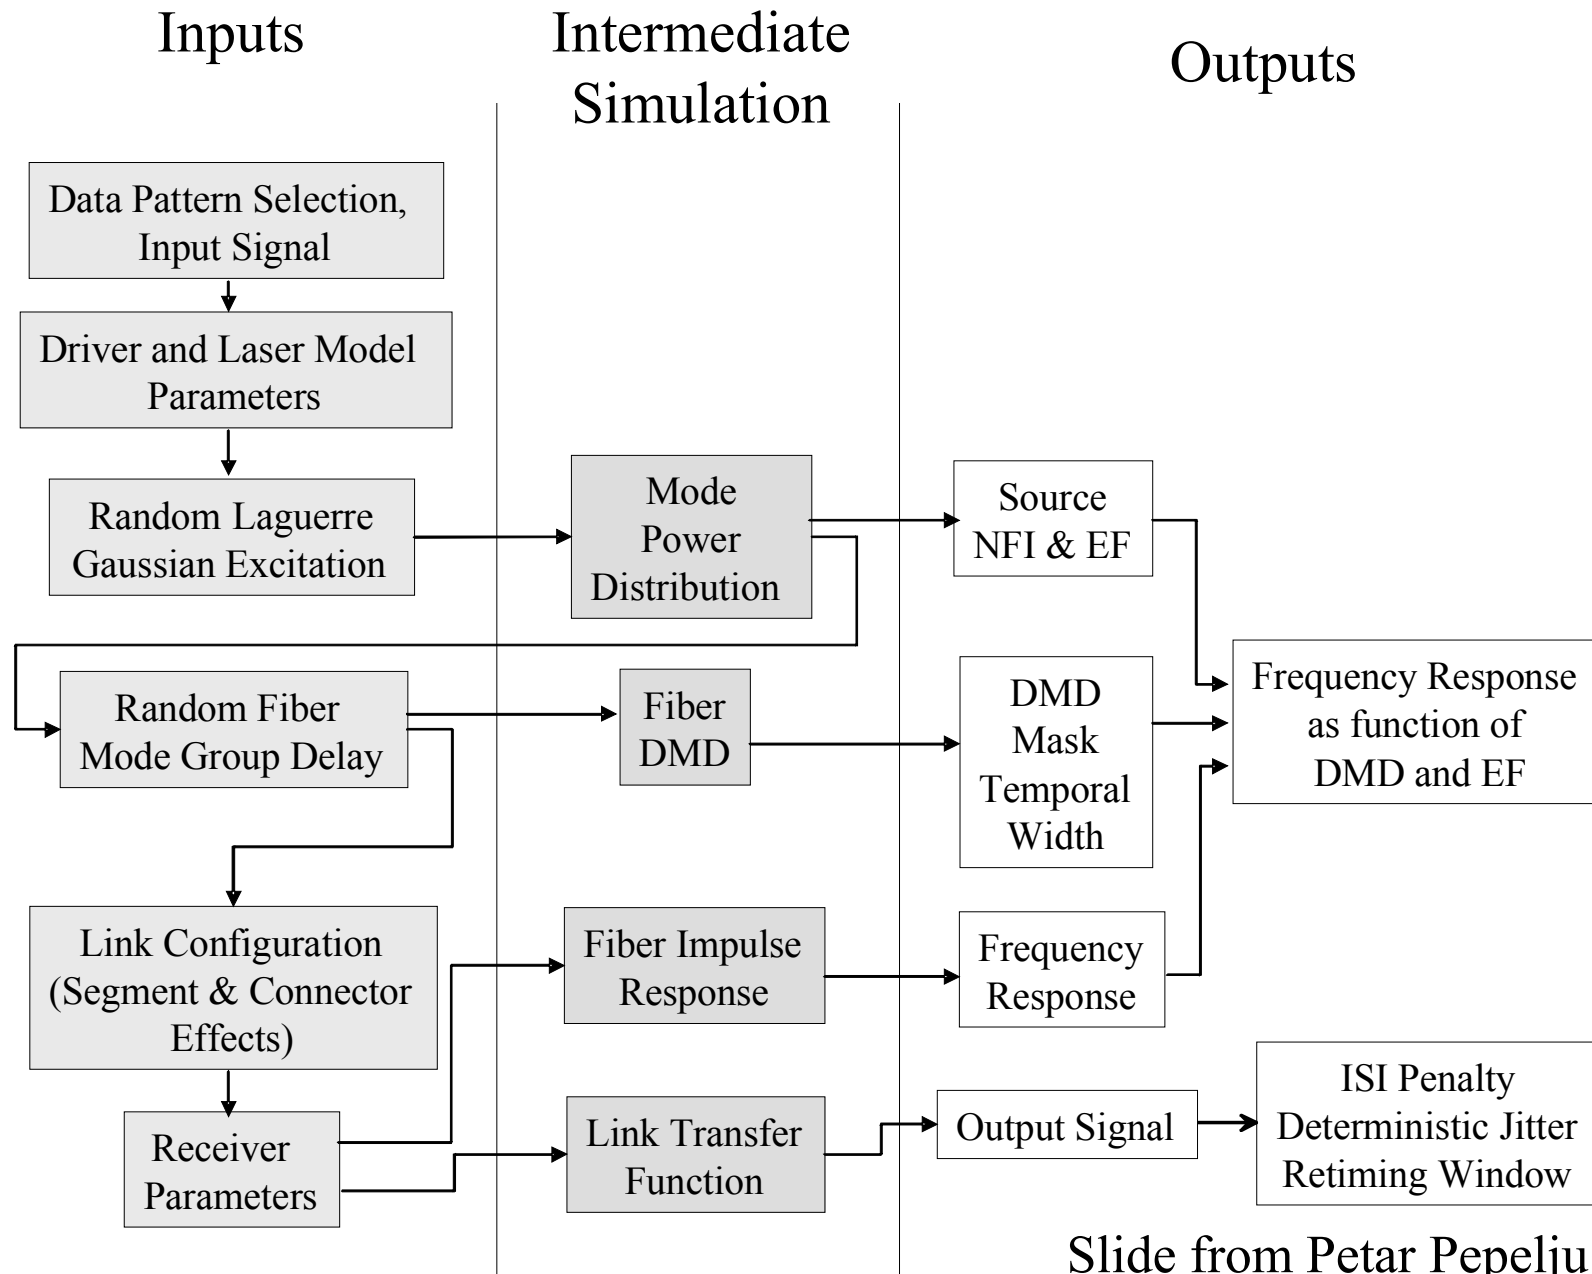 Inputs
Intermediate
Simulation
Outputs
Data Pattern Selection,
Input Signal
Driver and Laser Model
Parameters
Random Laguerre
Gaussian Excitation
Mode
Power
Distribution
Source
NFI & EF
Random Fiber
Mode Group Delay
Fiber
DMD
DMD
Mask
Temporal
Width
Frequency Response
as function of
DMD and EF
Link Configuration
(Segment & Connector
Effects)
Fiber Impulse
Response
Frequency
Response
Receiver
Parameters
Link Transfer
Function
Output Signal
ISI Penalty
Deterministic Jitter
Retiming Window
Slide from Petar Pepelju